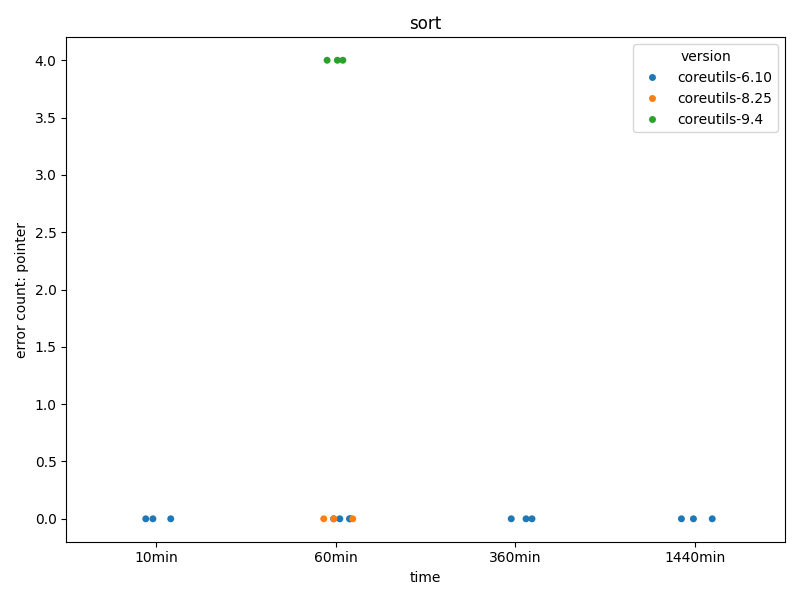 sort
version
coreutils-6.10
coreutils-8.25
coreutils-9.4
error count: pointer
4.0
3.5
3.0
2.5
2.0
1.5
1.0
0.5
0.0
10min 60min 360min 1440min
time